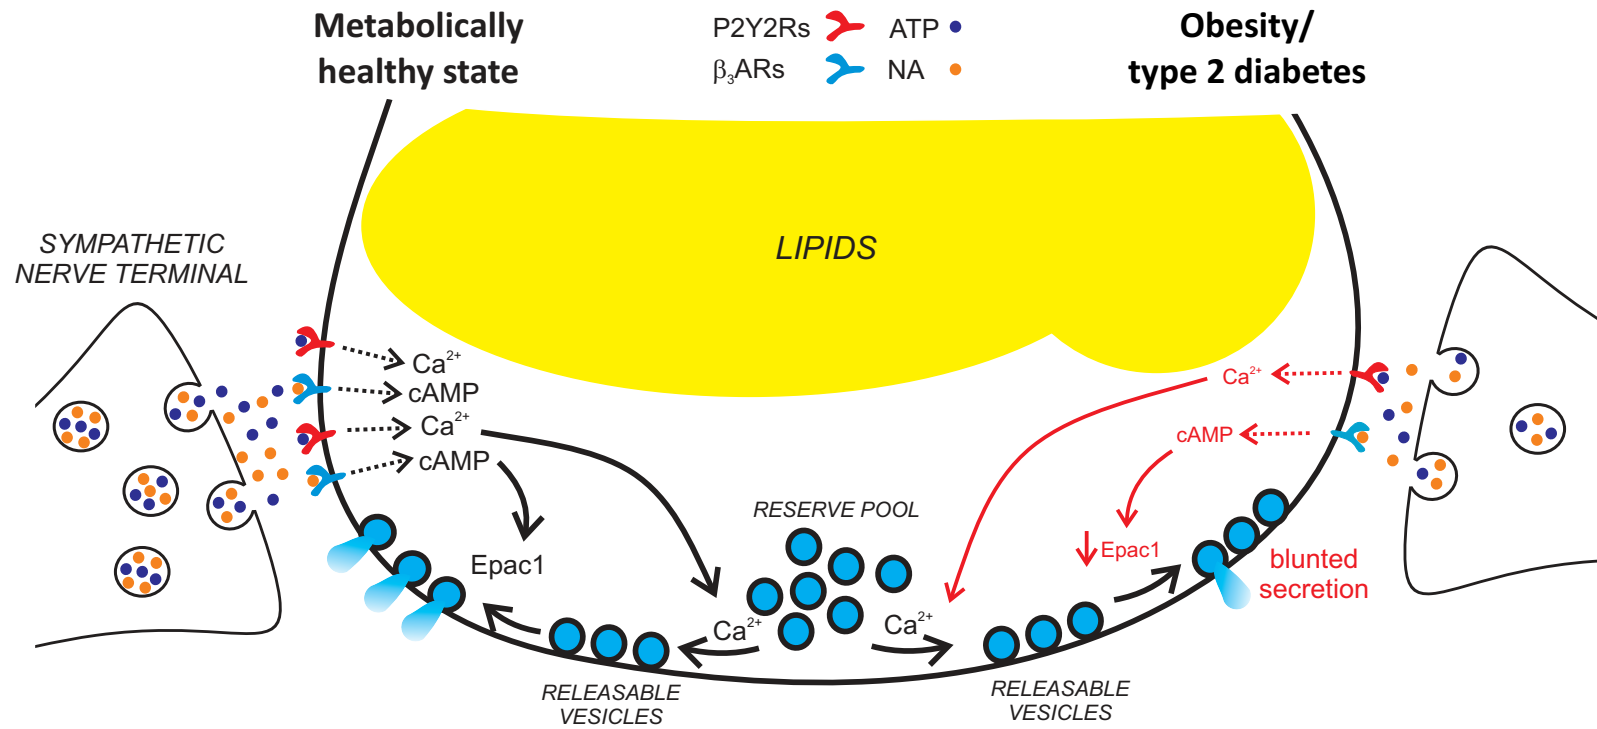 Metabolically
healthy state
P2Y2Rs
ATP
β₃ARs
NA
Obesity/
type 2 diabetes
SYMPATHETIC
NERVE TERMINAL
LIPIDS
Ca²⁺
cAMP
Ca²⁺
cAMP
Ca²⁺
cAMP
RESERVE POOL
Epac1
Epac1
blunted
secretion
Ca²⁺
Ca²⁺
RELEASABLE
VESICLES
RELEASABLE
VESICLES